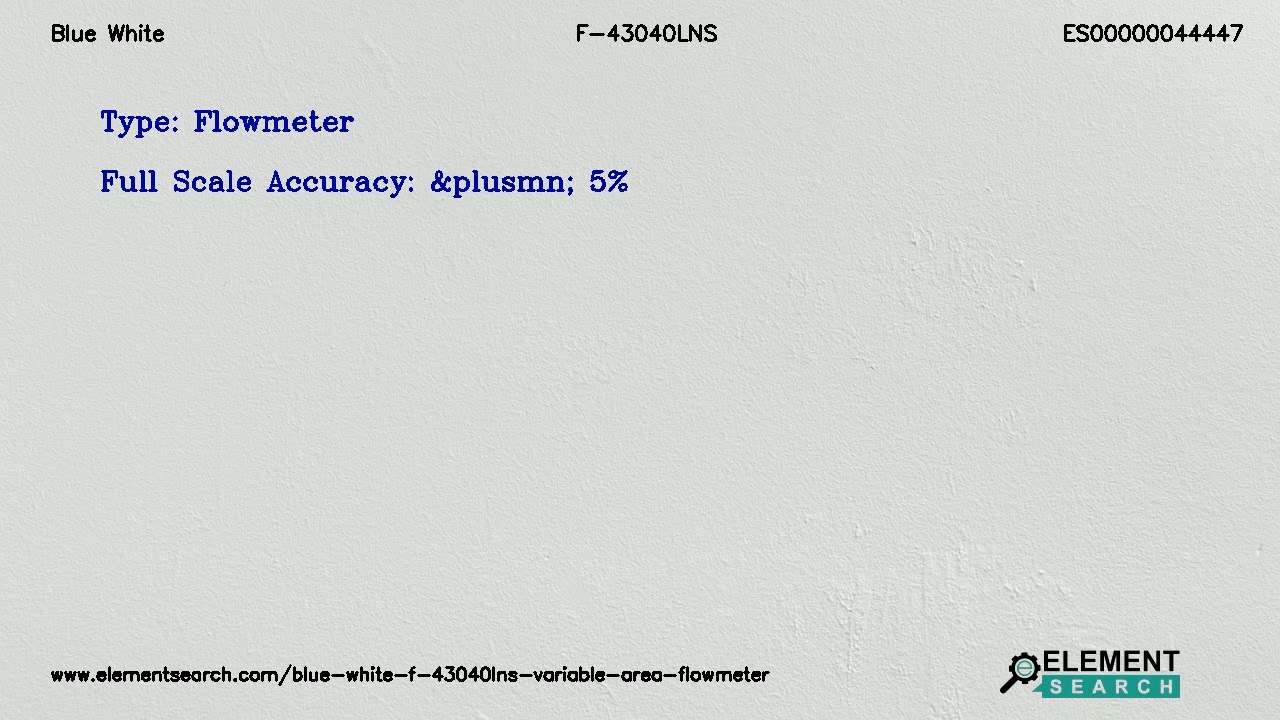 Blue White F-43040LNS ES00000044447
Type: Flowmeter
Full Scale Accuracy: &plusmn; 5%
www.elementsearch.com/blue-white-f-43040lns-variable-area-flowmeter
e ELEMENT
SEARCH